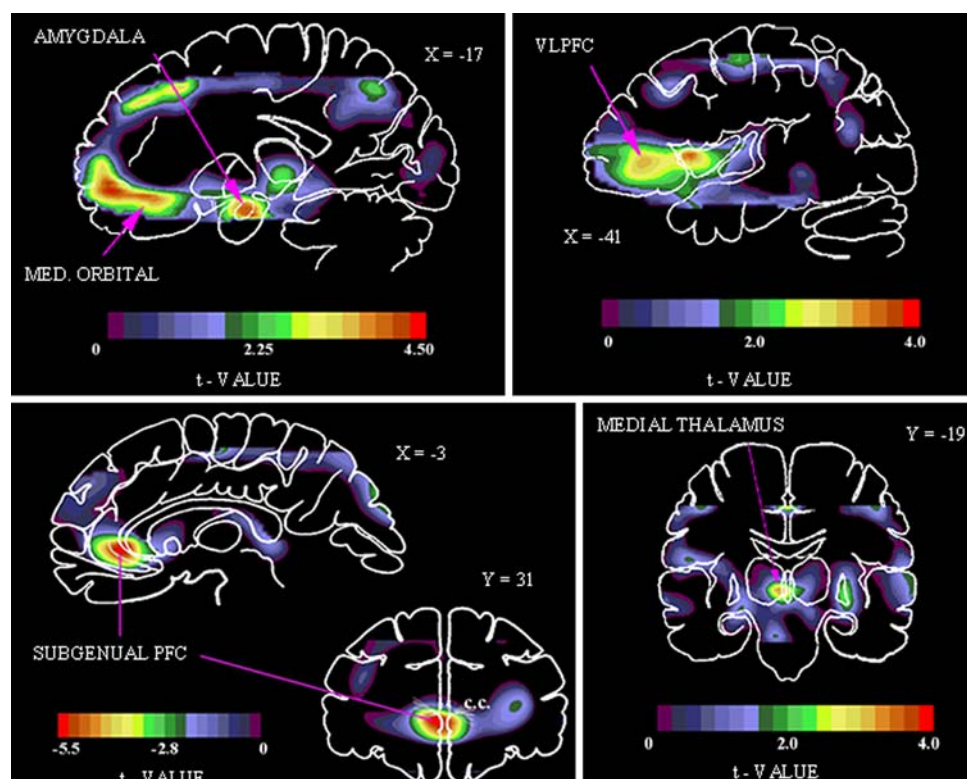 AMYGDALA
X = -17
MED. ORBITAL
0 2.25 4.50
t - VALUE
VLPFC
X = -41
0 2.0 4.0
t - VALUE
X = -3
Y = 31
SUBGENUAL PFC
c.c.
-5.5 -2.8 0
t - VALUE
MEDIAL THALAMUS
Y = -19
0 2.0 4.0
t - VALUE